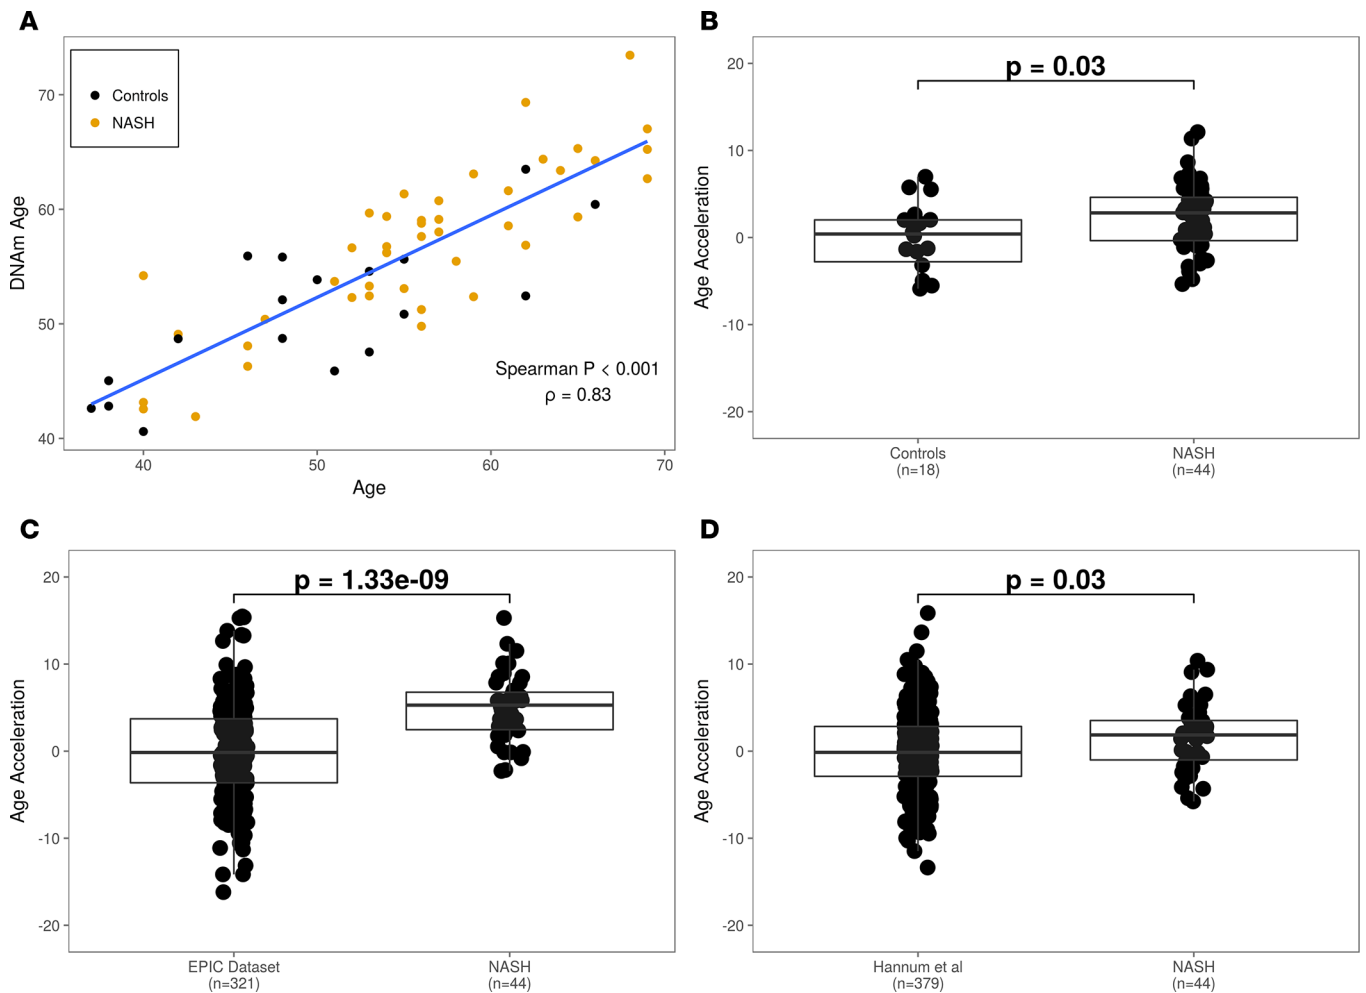 A
Controls
NASH
70
60
50
40
DNAm Age
Spearman P < 0.001
ρ = 0.83
40
50
60
70
Age
B
p = 0.03
20
10
0
-10
-20
Age Acceleration
Controls
(n=18)
NASH
(n=44)
C
p = 1.33e-09
20
10
0
-10
-20
Age Acceleration
EPIC Dataset
(n=321)
NASH
(n=44)
D
p = 0.03
20
10
0
-10
-20
Age Acceleration
Hannum et al
(n=379)
NASH
(n=44)